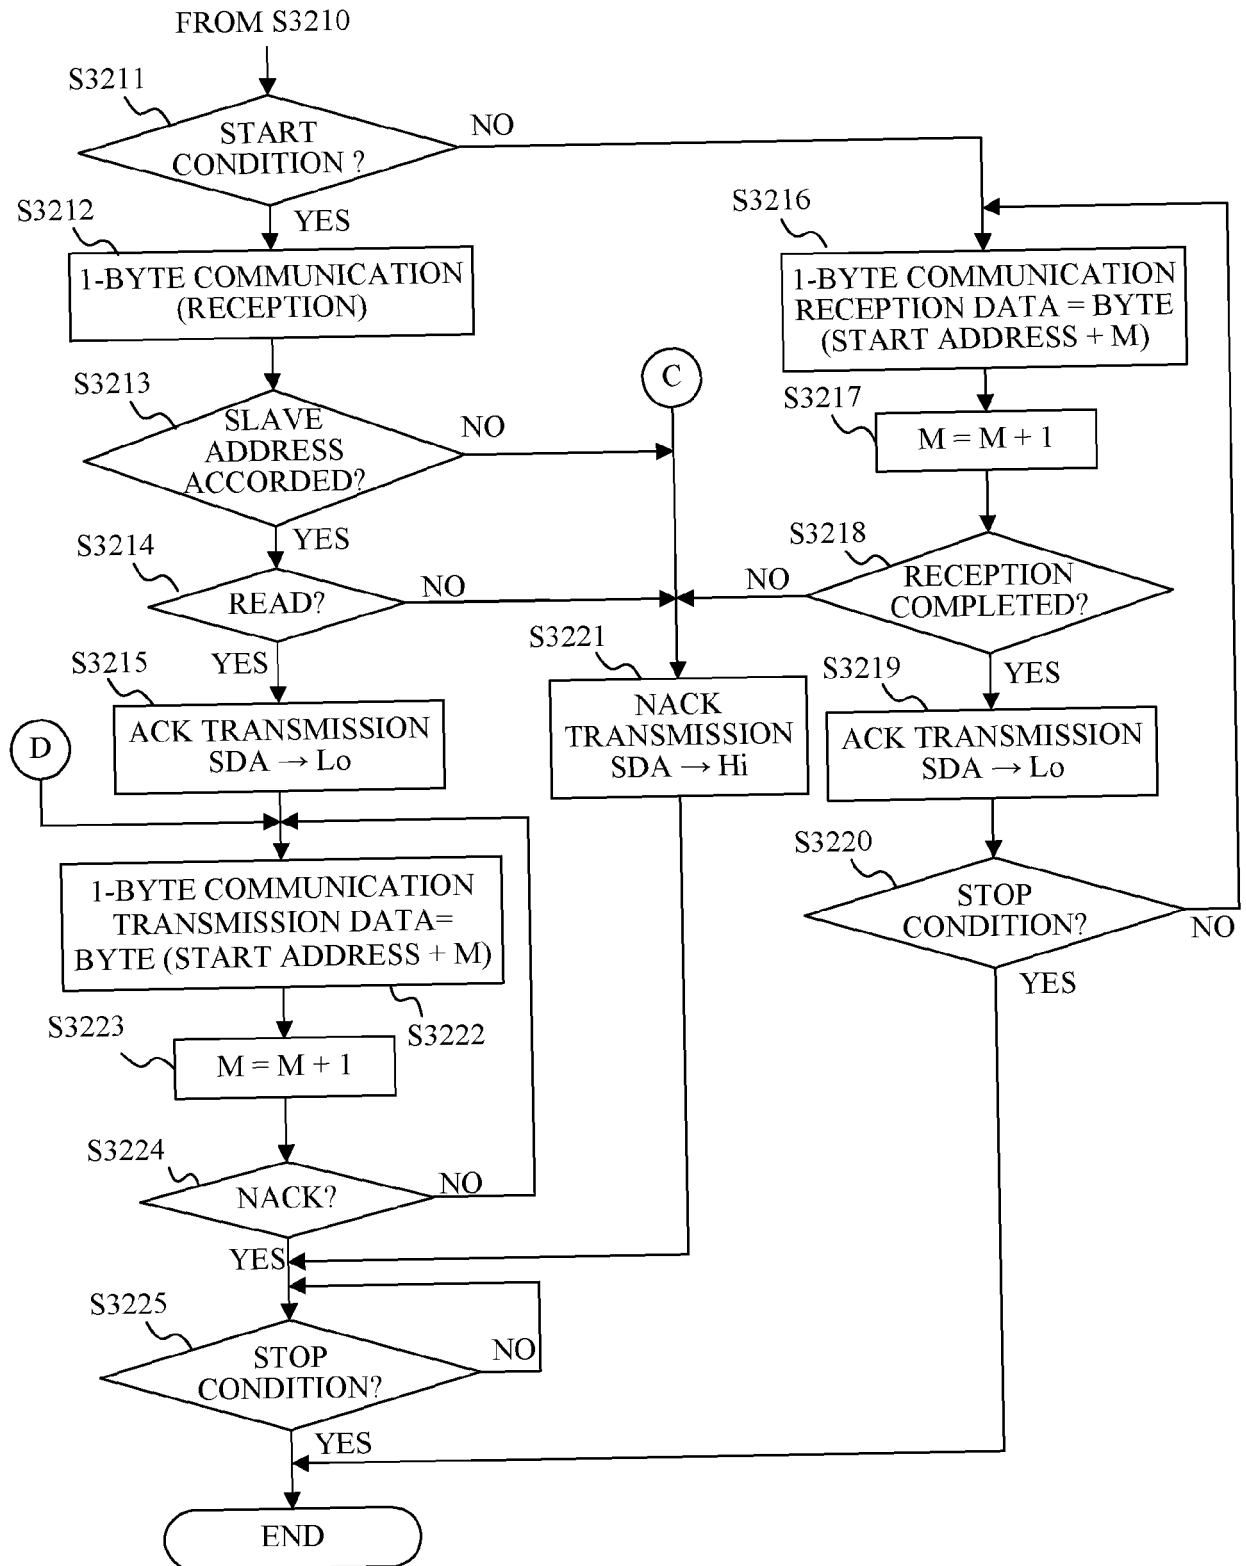 FROM S3210
S3211
START
CONDITION ?
NO
YES
S3212
1-BYTE COMMUNICATION
(RECEPTION)
S3213
SLAVE
ADDRESS
ACCORDED?
NO
YES
S3214
READ?
NO
YES
S3215
ACK TRANSMISSION
SDA → Lo
D
1-BYTE COMMUNICATION
TRANSMISSION DATA=
BYTE (START ADDRESS + M)
S3222
S3223
M = M + 1
S3224
NACK?
NO
YES
S3225
STOP
CONDITION?
NO
YES
END
C
S3221
NACK
TRANSMISSION
SDA → Hi
S3216
1-BYTE COMMUNICATION
RECEPTION DATA = BYTE
(START ADDRESS + M)
S3217
M = M + 1
S3218
RECEPTION
COMPLETED?
NO
YES
S3219
ACK TRANSMISSION
SDA → Lo
S3220
STOP
CONDITION?
NO
YES